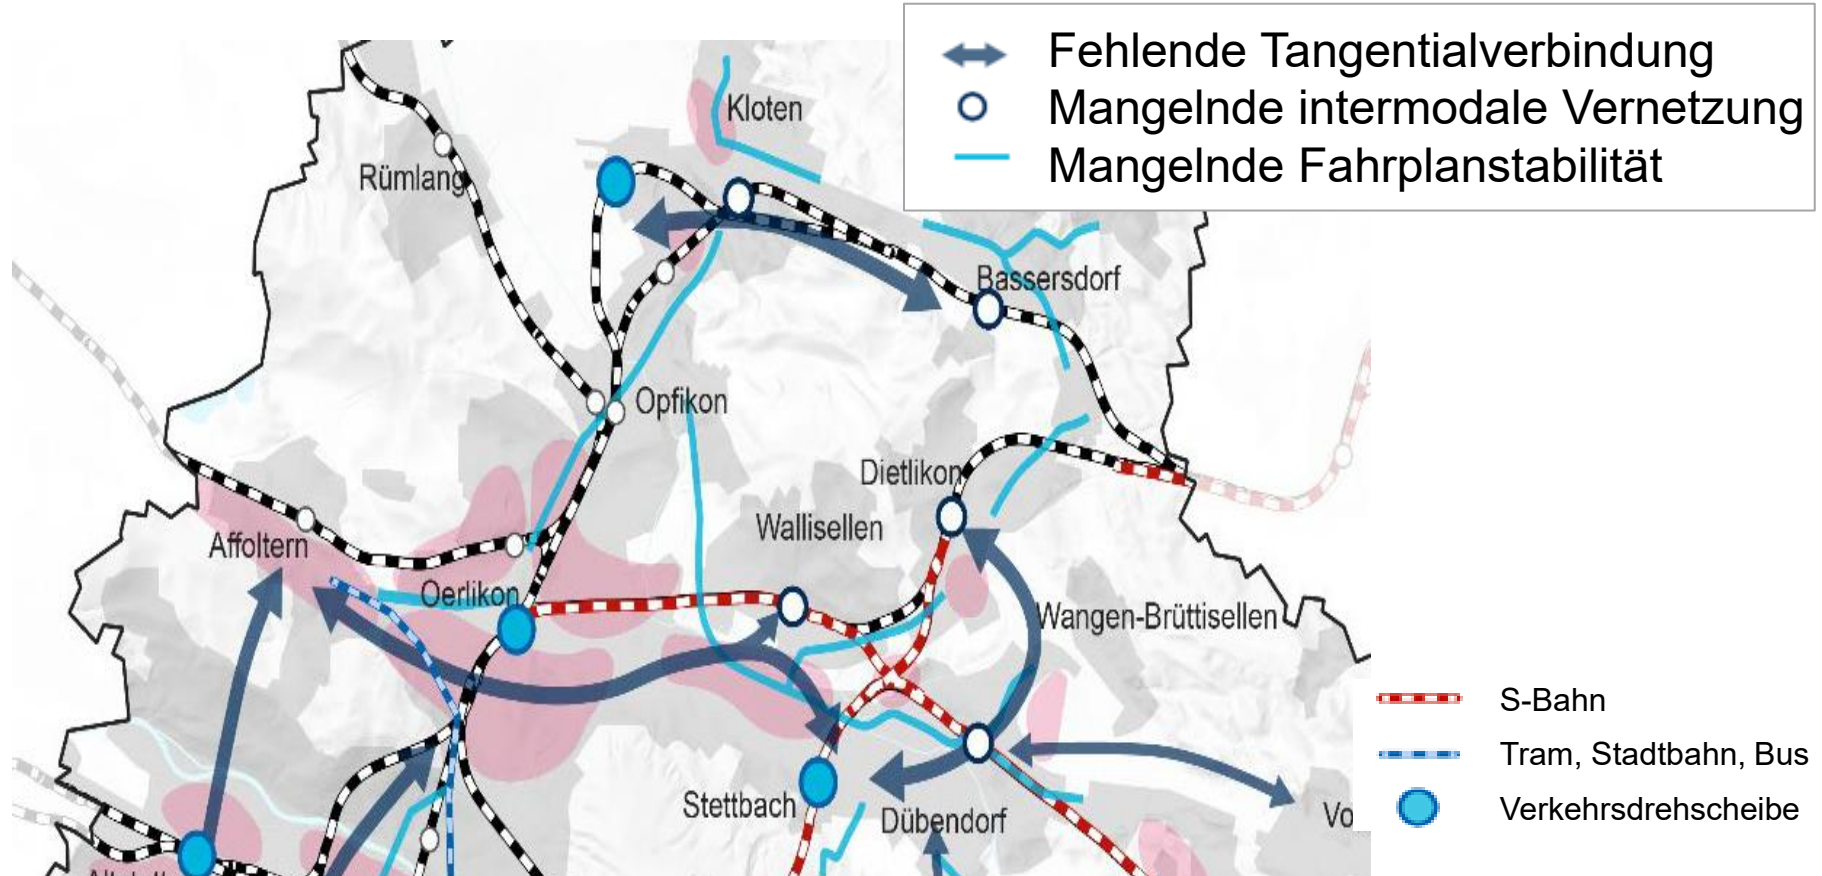 Fehlende Tangentialverbindung
Mangelnde intermodale Vernetzung
Mangelnde Fahrplanstabilität
Kloten
Rümlang
Bassersdorf
Opfikon
Dietlikon
Wallisellen
Affoltern
Oerlikon
Wangen-Brüttisellen
S-Bahn
Tram, Stadtbahn, Bus
Stettbach
Dübendorf
Vo
Verkehrsdrehscheibe